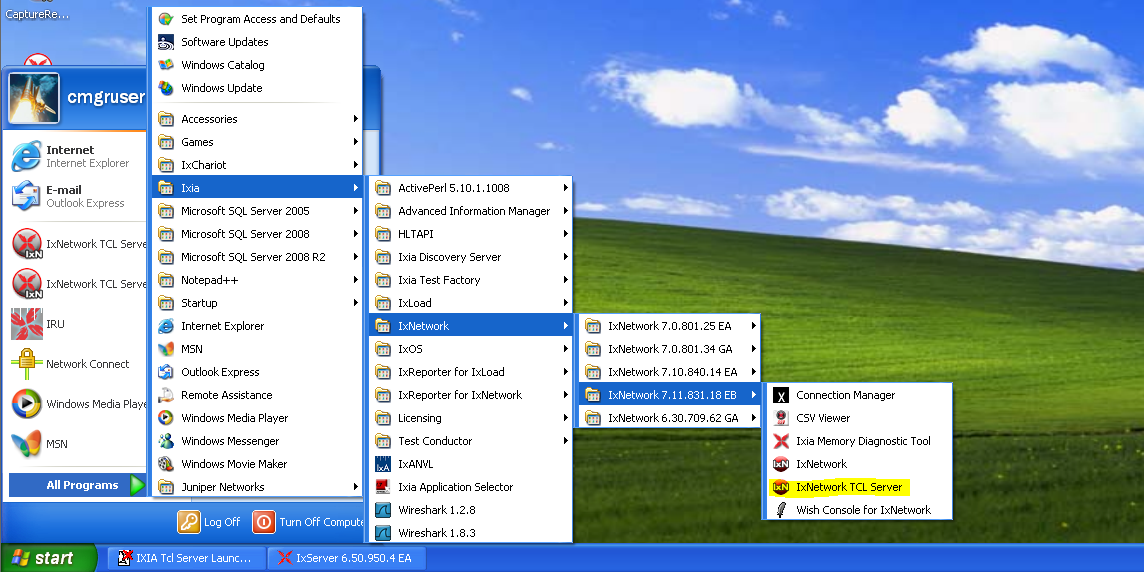 CaptureRe...
cmgruser
Internet
Internet Explorer
E-mail
Outlook Express
IxNetwork TCL Serve
IxNetwork TCL Serve
IRU
Network Connect
Windows Media Playe
MSN
All Programs
Log Off
Turn Off Compute
Set Program Access and Defaults
Software Updates
Windows Catalog
Windows Update
Accessories
Games
IxChariot
Ixia
Microsoft SQL Server 2005
Microsoft SQL Server 2008
Microsoft SQL Server 2008 R2
Notepad++
Startup
Internet Explorer
MSN
Outlook Express
Remote Assistance
Windows Media Player
Windows Messenger
Windows Movie Maker
Juniper Networks
ActivePerl 5.10.1.1008
Advanced Information Manager
HLTAPI
Ixia Discovery Server
Ixia Test Factory
IxLoad
IxNetwork
IxOS
IxReporter for IxLoad
IxReporter for IxNetwork
Licensing
Test Conductor
IxANVL
Ixia Application Selector
Wireshark 1.2.8
Wireshark 1.8.3
IxNetwork 7.0.801.25 EA
IxNetwork 7.0.801.34 GA
IxNetwork 7.10.840.14 EA
IxNetwork 7.11.831.18 EB
IxNetwork 6.30.709.62 GA
Connection Manager
CSV Viewer
Ixia Memory Diagnostic Tool
IxNetwork
IxNetwork TCL Server
Wish Console for IxNetwork
start
IXIA Tcl Server Launc...
IxServer 6.50.950.4 EA